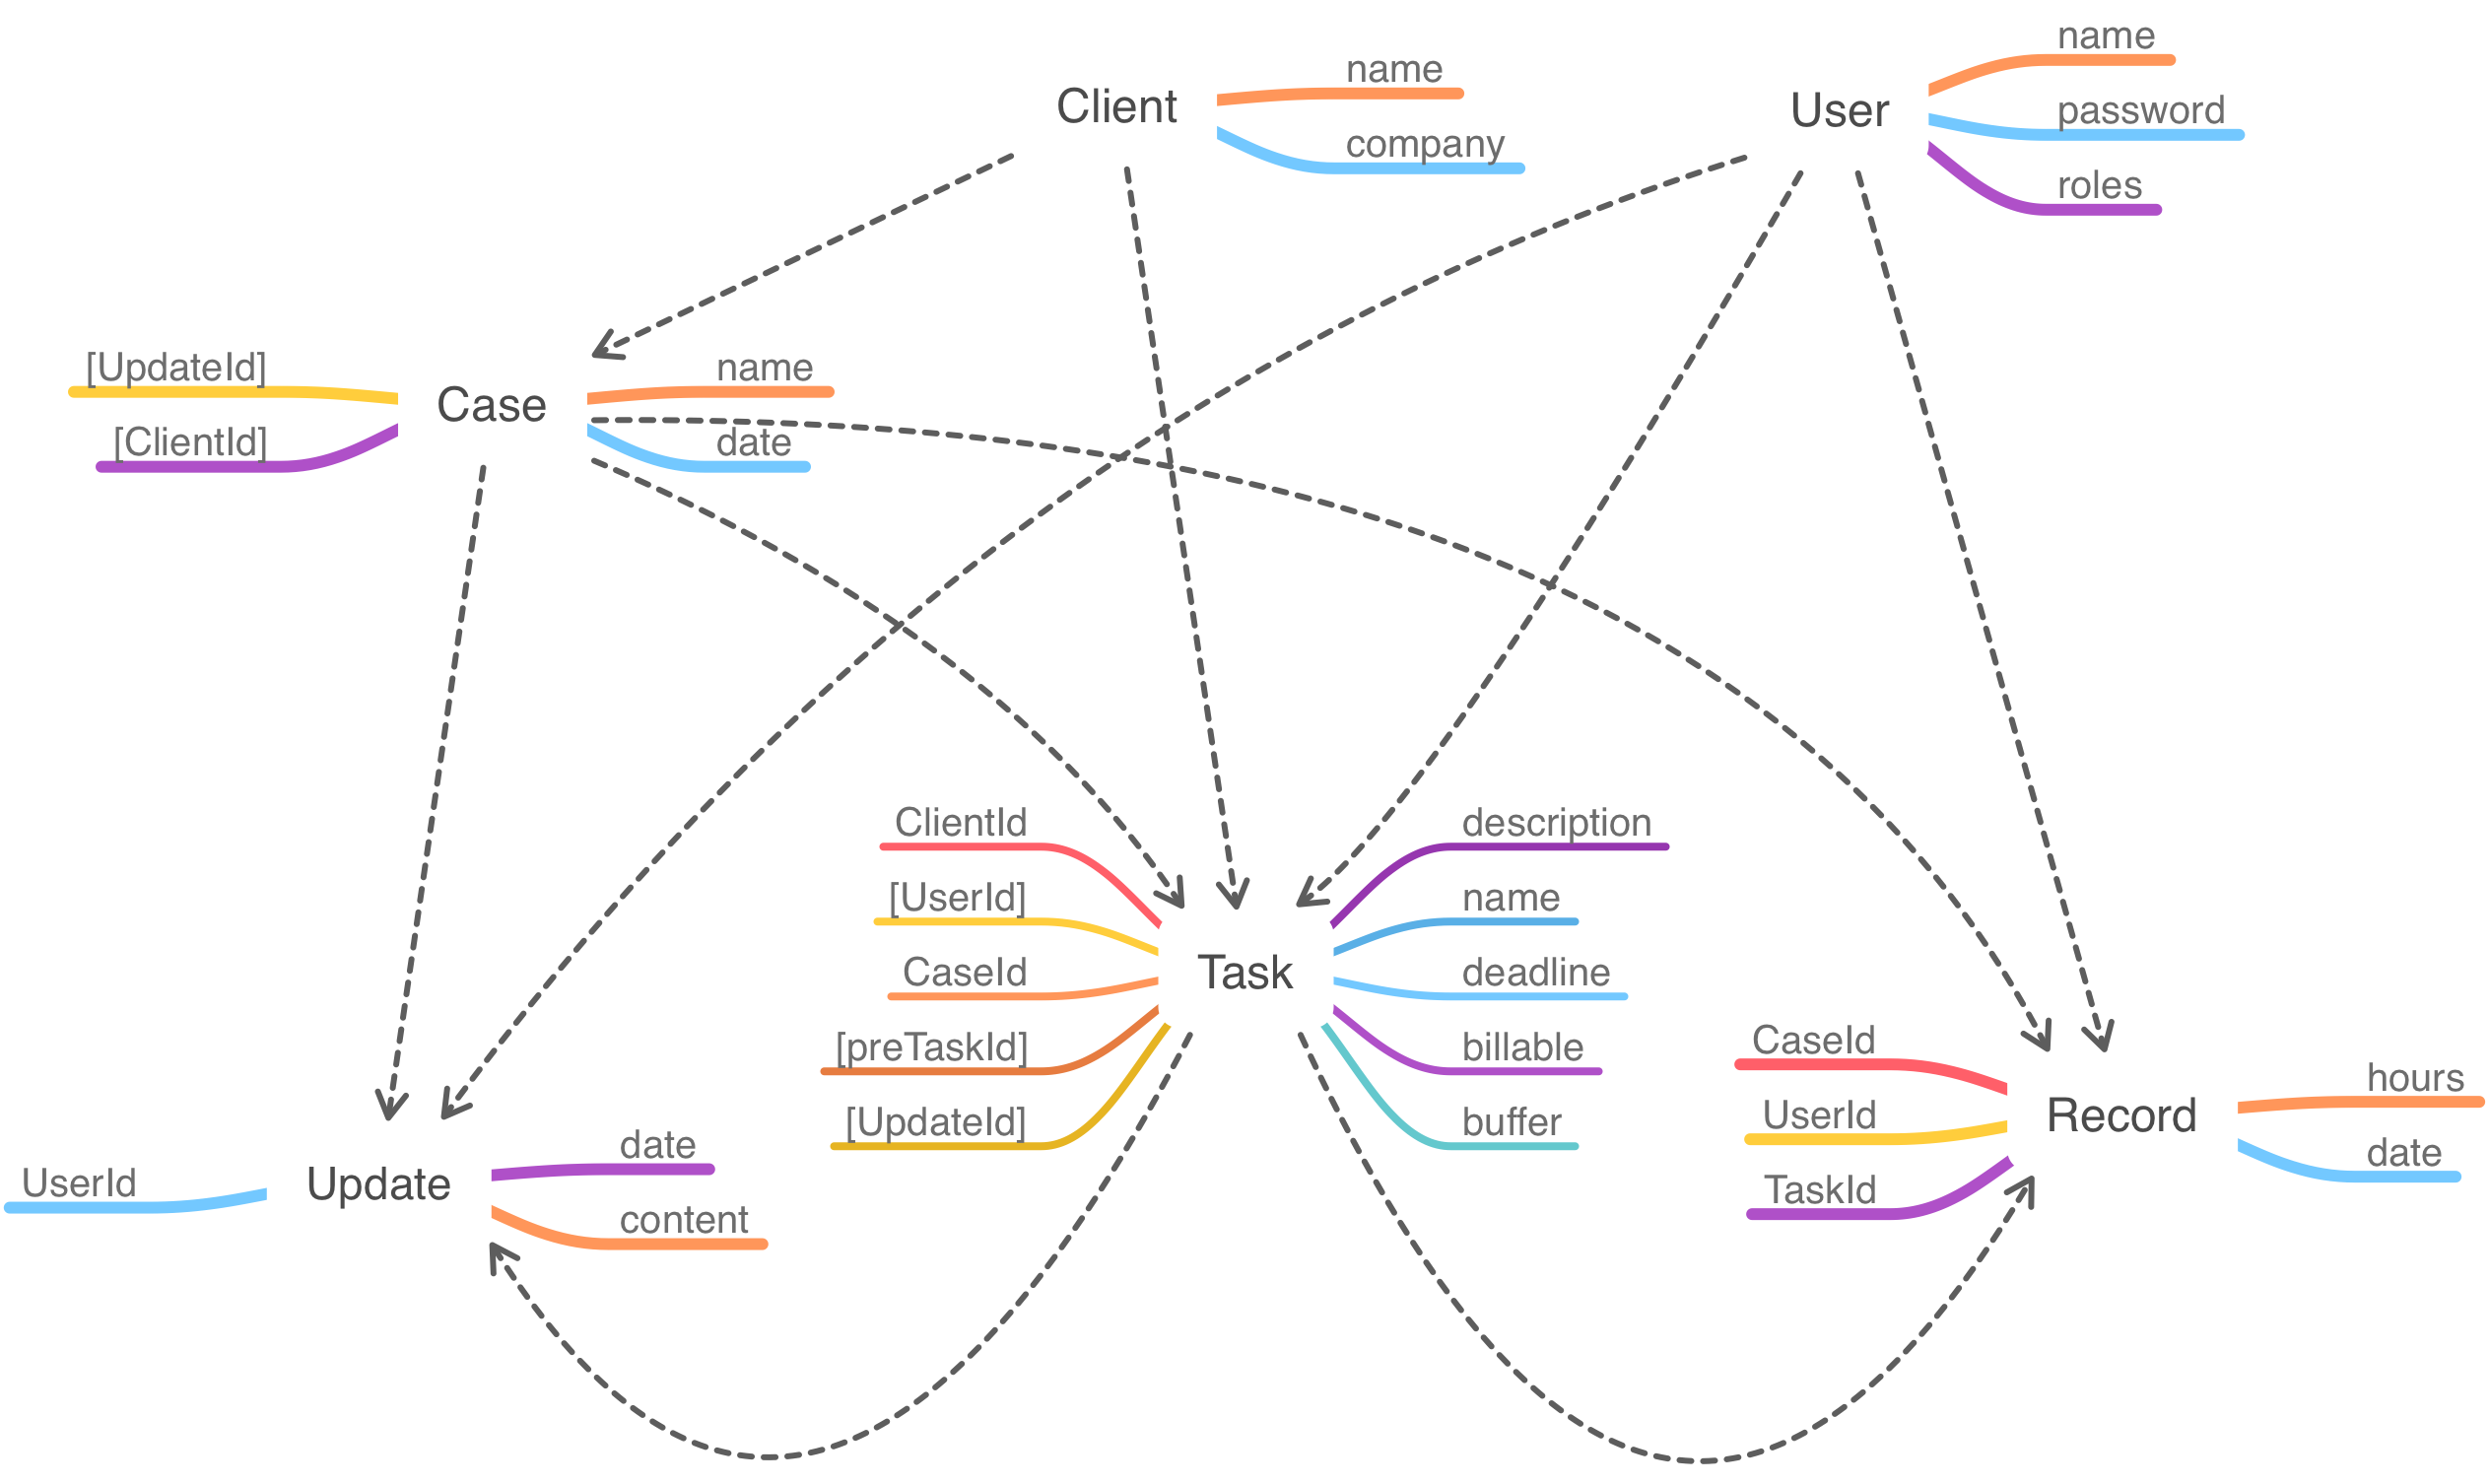 Client
name
company
User
name
password
roles
[UpdateId]
[ClientId]
Case
name
date
ClientId
[UserId]
CaseId
[preTaskId]
[UpdateId]
Task
description
name
deadline
billable
buffer
UserId
Update
date
content
CaseId
UserId
TaskId
Record
hours
date